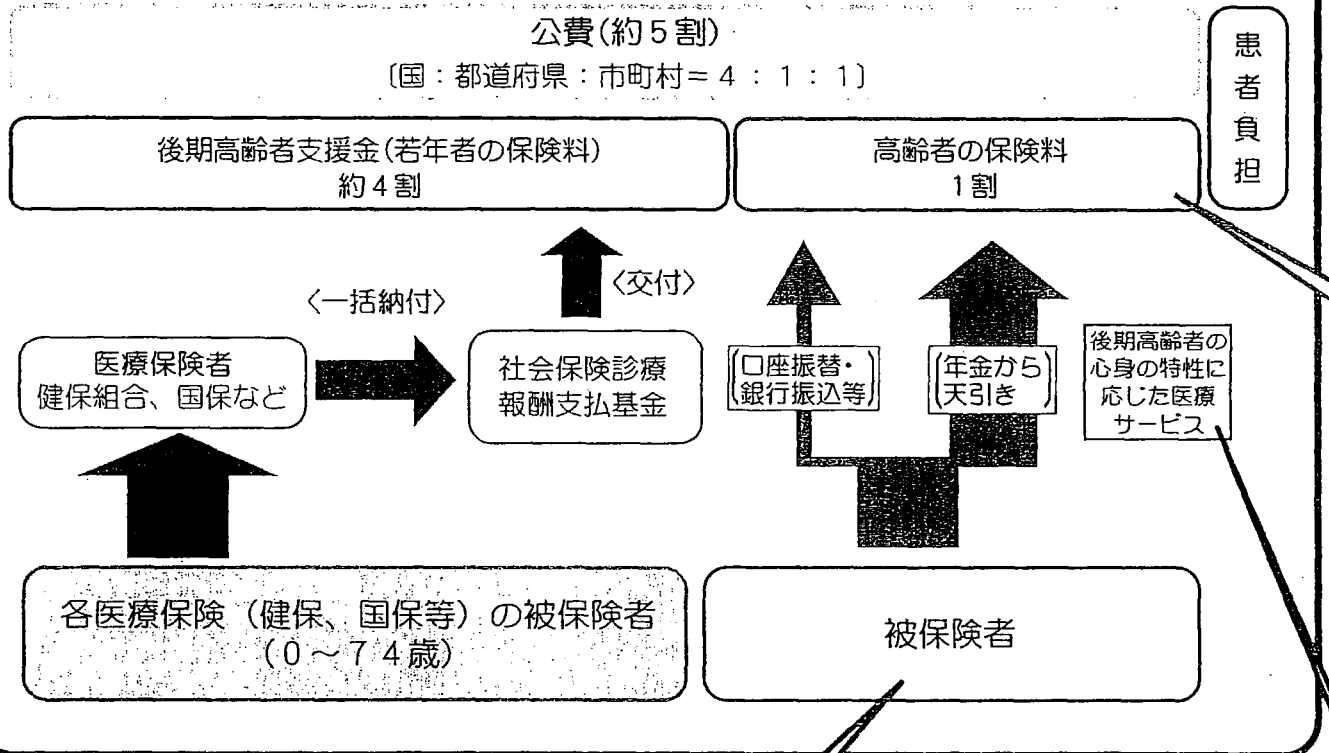 公費(約5割)
〔国：都道府県：市町村＝4：1：1〕
患者負担
後期高齢者支援金(若年者の保険料)
約4割
高齢者の保険料
1割
〈一括納付〉
〈交付〉
医療保険者
健保組合、国保など
社会保険診療
報酬支払基金
(口座振替・
銀行振込等)
(年金から
天引き)
後期高齢者の
心身の特性に
応じた医療
サービス
各医療保険（健保、国保等）の被保険者
(0～74歳)
被保険者